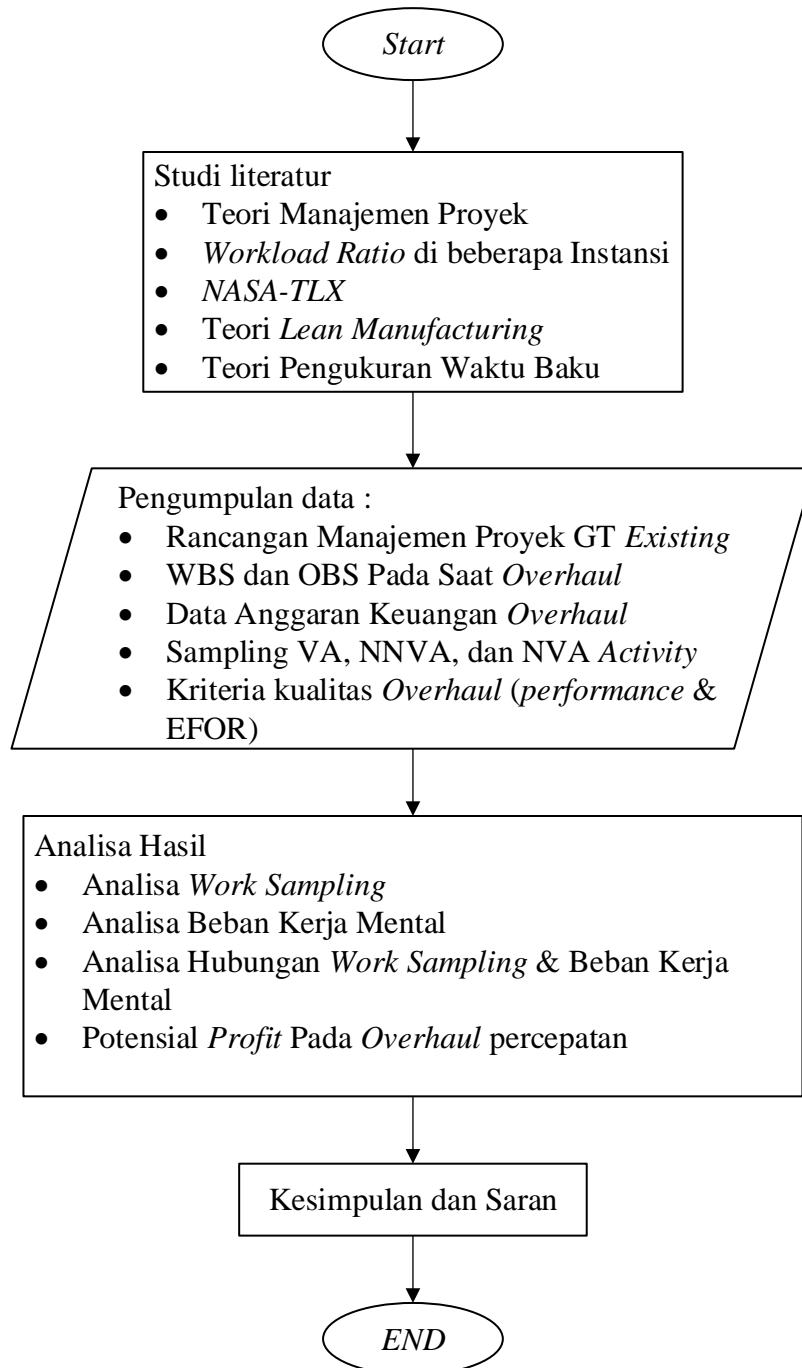 Start
Studi literatur
• Teori Manajemen Proyek
• Workload Ratio di beberapa Instansi
• NASA-TLX
• Teori Lean Manufacturing
• Teori Pengukuran Waktu Baku
Pengumpulan data :
• Rancangan Manajemen Proyek GT Existing
• WBS dan OBS Pada Saat Overhaul
• Data Anggaran Keuangan Overhaul
• Sampling VA, NNVA, dan NVA Activity
• Kriteria kualitas Overhaul (performance &
EFOR)
Analisa Hasil
• Analisa Work Sampling
• Analisa Beban Kerja Mental
• Analisa Hubungan Work Sampling & Beban Kerja
Mental
• Potensial Profit Pada Overhaul percepatan
Kesimpulan dan Saran
END